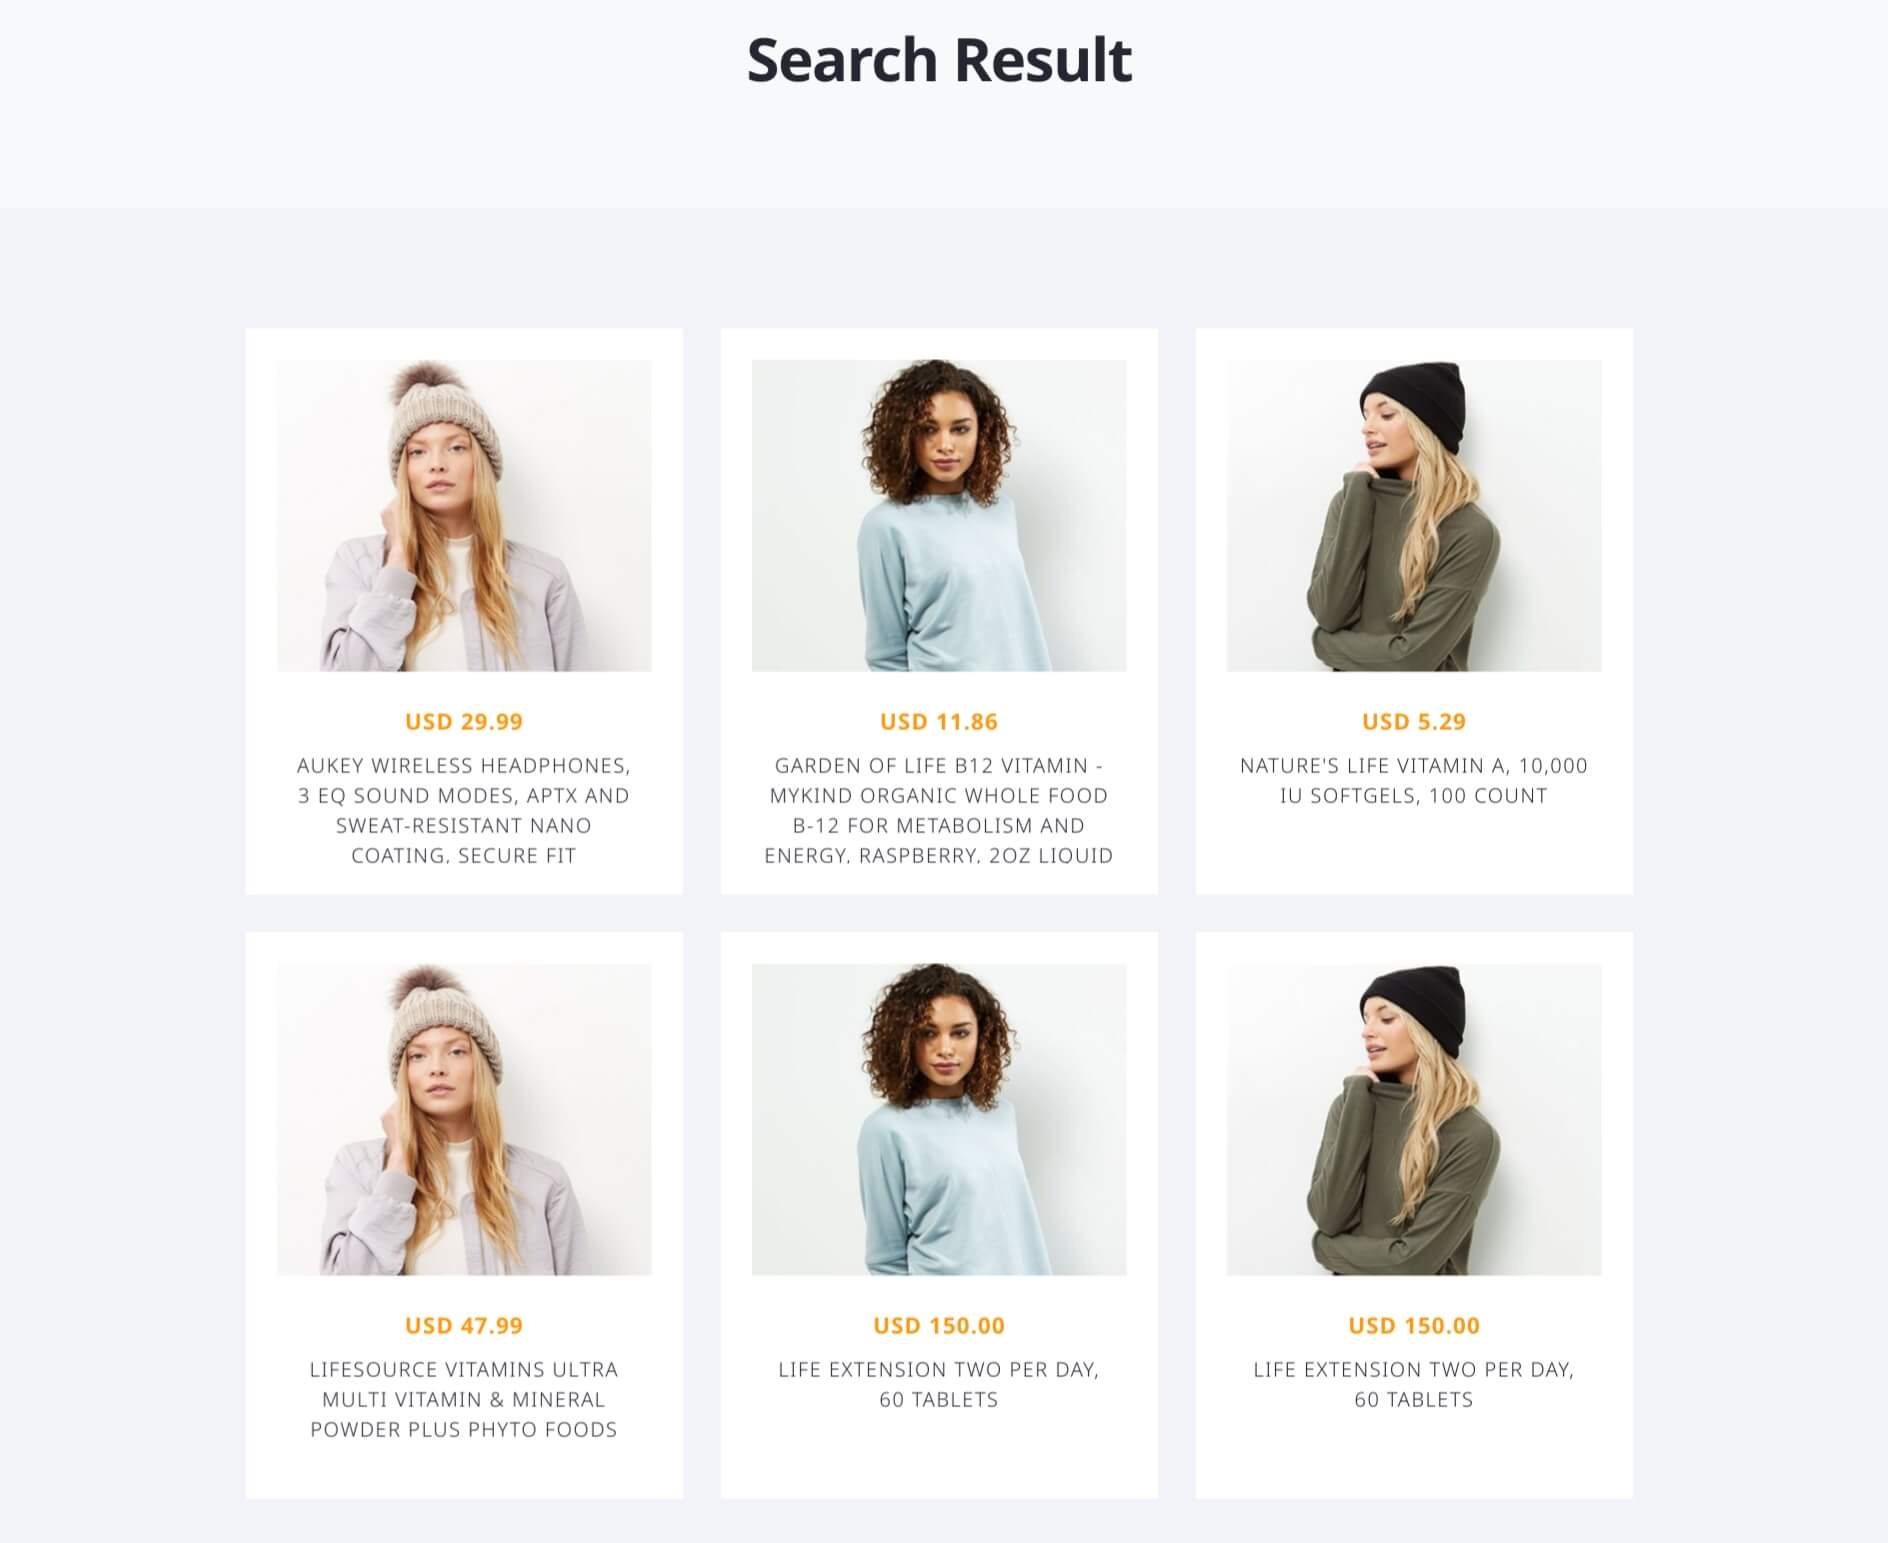 Search Result
USD 29.99
AUKEY WIRELESS HEADPHONES,
3 EQ SOUND MODES, APTX AND
SWEAT-RESISTANT NANO
COATING, SECURE FIT
USD 11.86
GARDEN OF LIFE B12 VITAMIN -
MYKIND ORGANIC WHOLE FOOD
B-12 FOR METABOLISM AND
ENERGY, RASPBERRY, 2OZ LIQUID
USD 5.29
NATURE'S LIFE VITAMIN A, 10,000
IU SOFTGELS, 100 COUNT
USD 47.99
LIFESOURCE VITAMINS ULTRA
MULTI VITAMIN & MINERAL
POWDER PLUS PHYTO FOODS
USD 150.00
LIFE EXTENSION TWO PER DAY,
60 TABLETS
USD 150.00
LIFE EXTENSION TWO PER DAY,
60 TABLETS